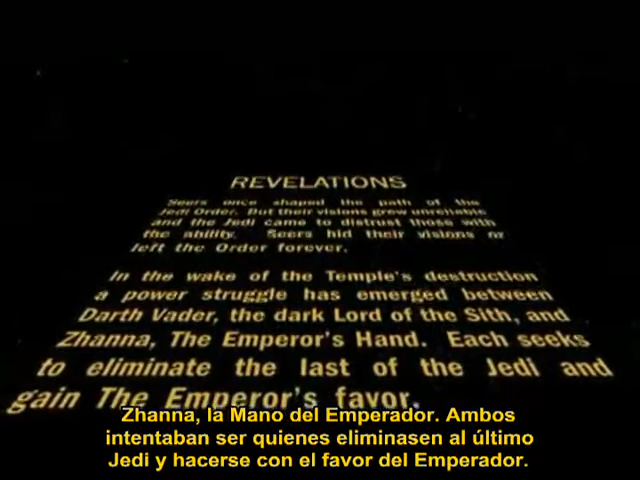 REVELATIONS
Seers once shaped the path of the
Jedi Order. But their visions grew unreliable
and the Jedi came to distrust those with
the ability. Seers hid their visions or
left the Order forever.
In the wake of the Temple's destruction
a power struggle has emerged between
Darth Vader, the dark Lord of the Sith, and
Zhanna, The Emperor's Hand. Each seeks
to eliminate the last of the Jedi and
gain The Emperor's favor.
Zhanna, la Mano del Emperador. Ambos
intentaban ser quienes eliminasen al último
Jedi y hacerse con el favor del Emperador.